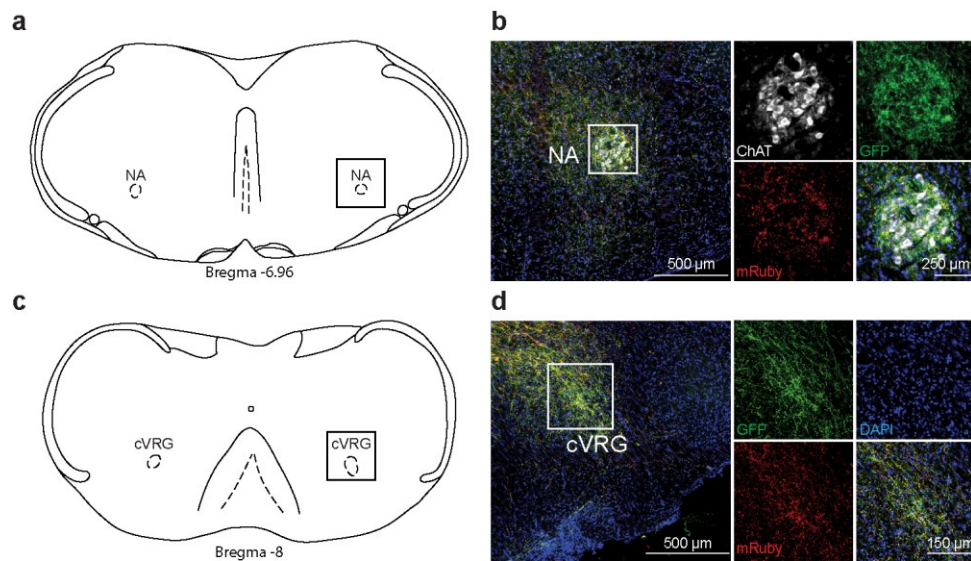 a
NA
NA
Bregma -6.96
b
NA
500 µm
ChAT
GFP
mRuby
250 µm
c
cVRG
cVRG
Bregma -8
d
cVRG
500 µm
GFP
DAPI
mRuby
150 µm